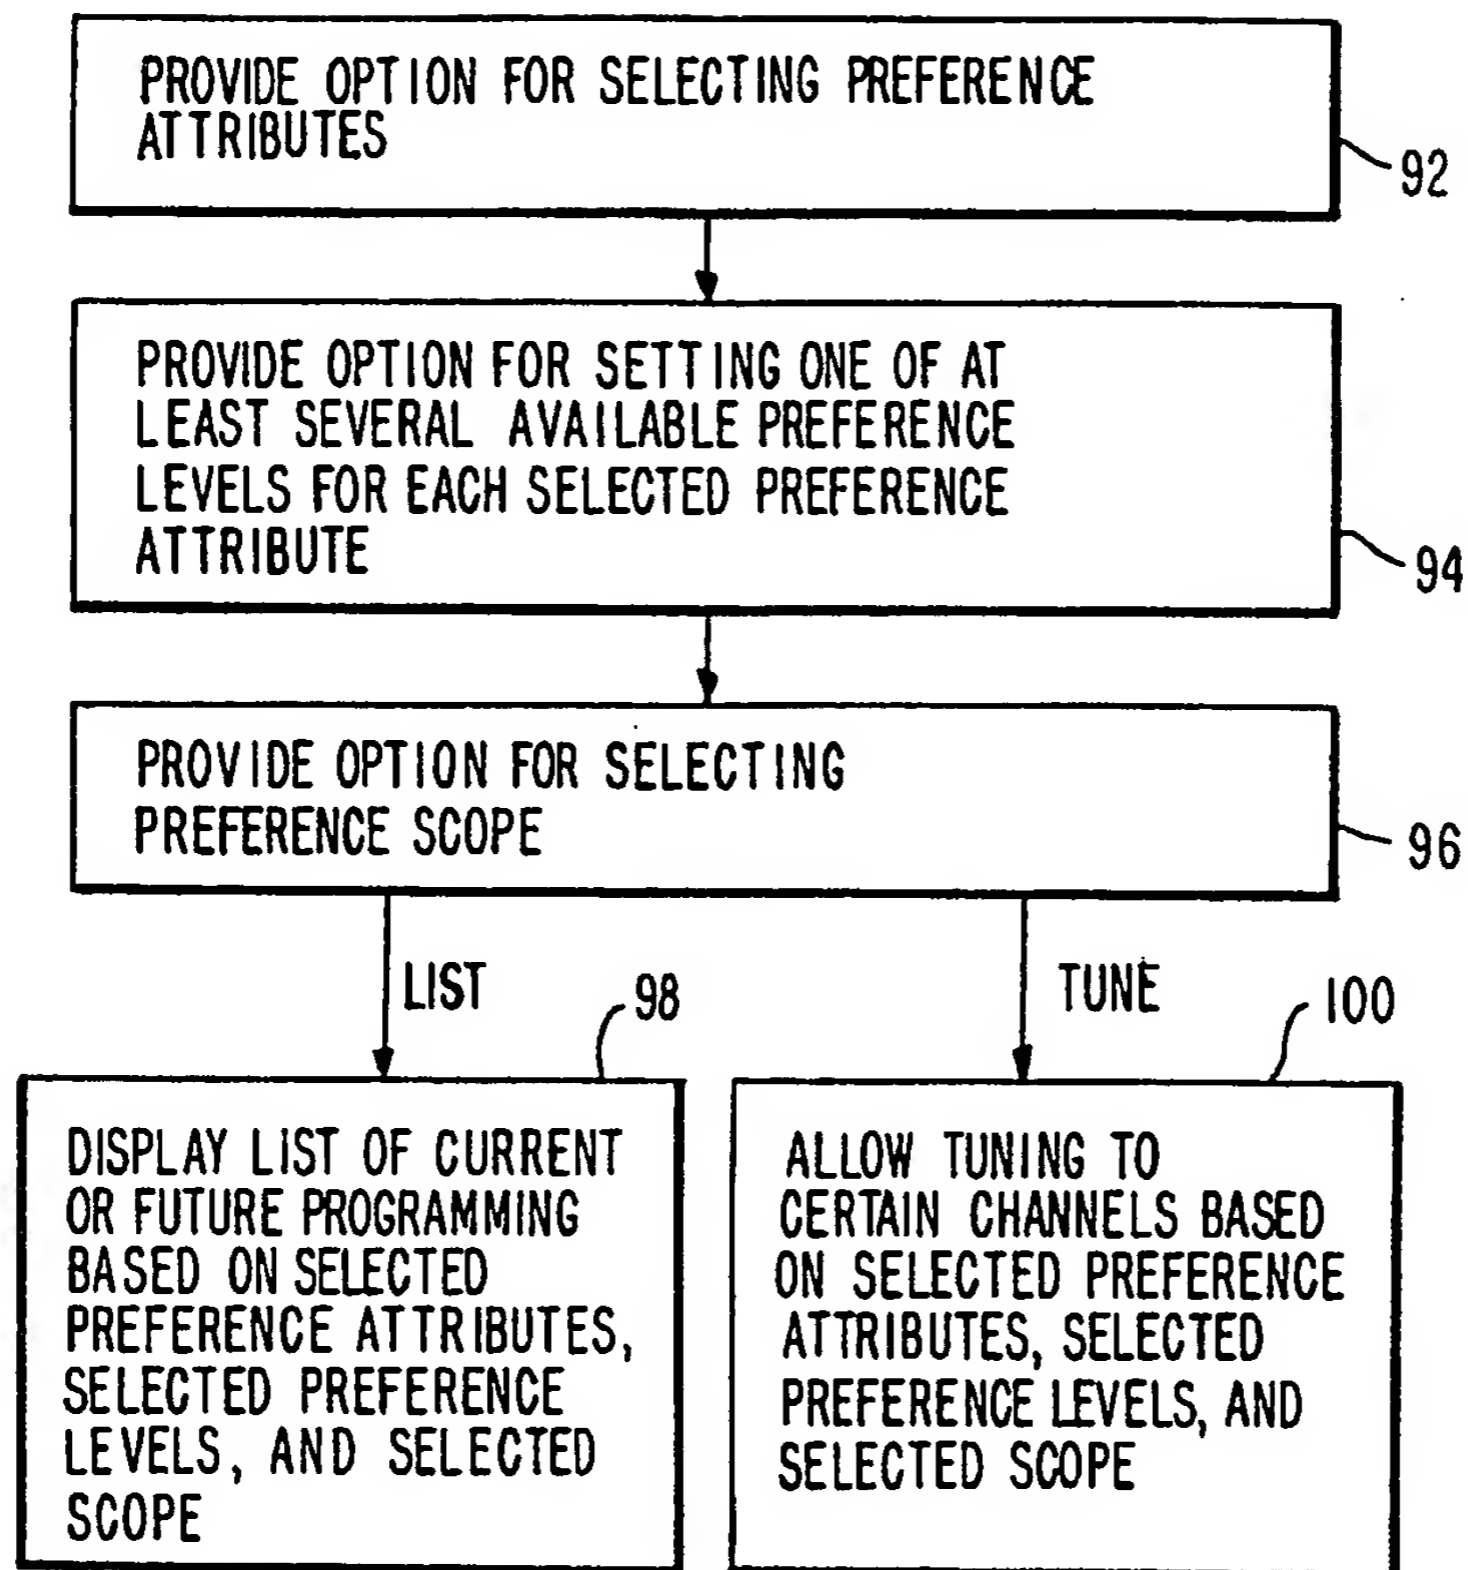 PROVIDE OPTION FOR SELECTING PREFERENCE
ATTRIBUTES
92
PROVIDE OPTION FOR SETTING ONE OF AT
LEAST SEVERAL AVAILABLE PREFERENCE
LEVELS FOR EACH SELECTED PREFERENCE
ATTRIBUTE
94
PROVIDE OPTION FOR SELECTING
PREFERENCE SCOPE
96
LIST
98
DISPLAY LIST OF CURRENT
OR FUTURE PROGRAMMING
BASED ON SELECTED
PREFERENCE ATTRIBUTES,
SELECTED PREFERENCE
LEVELS, AND SELECTED
SCOPE
TUNE
100
ALLOW TUNING TO
CERTAIN CHANNELS BASED
ON SELECTED PREFERENCE
ATTRIBUTES, SELECTED
PREFERENCE LEVELS, AND
SELECTED SCOPE